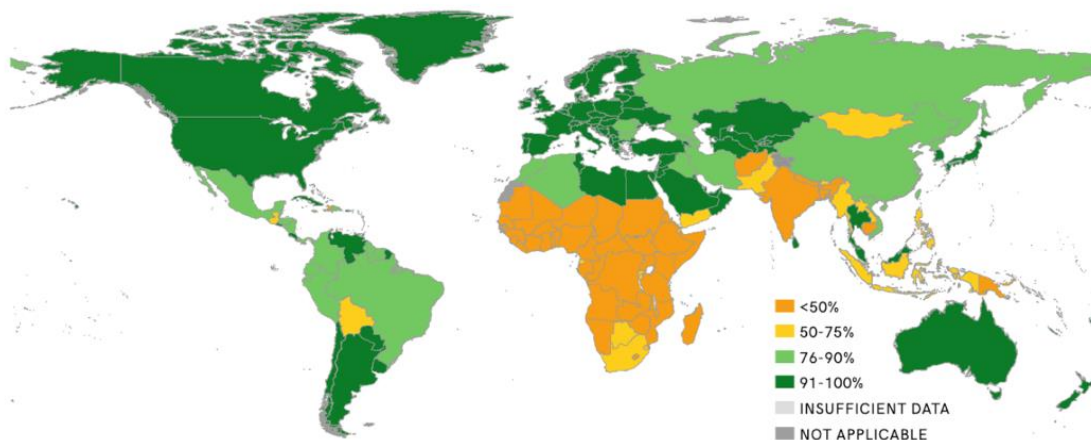 <50%
50-75%
76-90%
91-100%
INSUFFICIENT DATA
NOT APPLICABLE